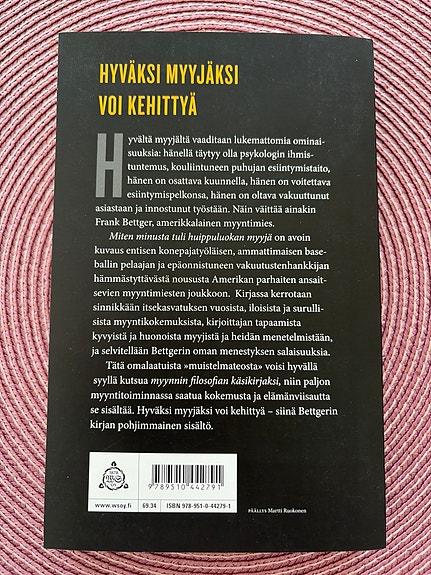 HYVÄKSI MYYJÄKSI
VOI KEHITTYÄ
Hyvältä myyjältä vaaditaan lukemattomia ominai-
suuksia: hänellä täytyy olla psykologin ihmis-
tuntemus, kouliintuneen puhujan esiintymistaito,
hänen on osattava kuunnella, hänen on voitettava
esiintymispelkonsa, hänen on oltava vakuuttunut
asiastaan ja innostunut työstään. Näin väittää ainakin
Frank Bettger, amerikkalainen myyntimies.
Miten minusta tuli huippuluokan myyjä on avoin
kuvaus entisen konepajatyöläisen, ammattimaisen base-
ballin pelaajan ja epäonnistuneen vakuutustenhankkijan
hämmästyttävästä noususta Amerikan parhaiten ansait-
sevien myyntimiesten joukkoon. Kirjassa kerrotaan
sinnikkään itsekasvatuksen vuosista, iloisista ja surulli-
sista myyntikokemuksista, kirjoittajan tapaamista
kyvyistä ja huonoista myyjistä ja heidän menetelmistään,
ja selvitellään Bettgerin oman menestyksen salaisuuksia.
Tätä omalaatuista »muistelmateosta» voisi hyvällä
syyllä kutsua myynnin filosofian käsikirjaksi, niin paljon
myyntitoiminnassa saatua kokemusta ja elämänviisautta
se sisältää. Hyväksi myyjäksi voi kehittyä – siinä Bettgerin
kirjan pohjimmainen sisältö.
9 789510 442791
www.wsoy.fi
69.34
ISBN 978-951-0-44279-1
PÄÄLLYS Martti Ruokonen